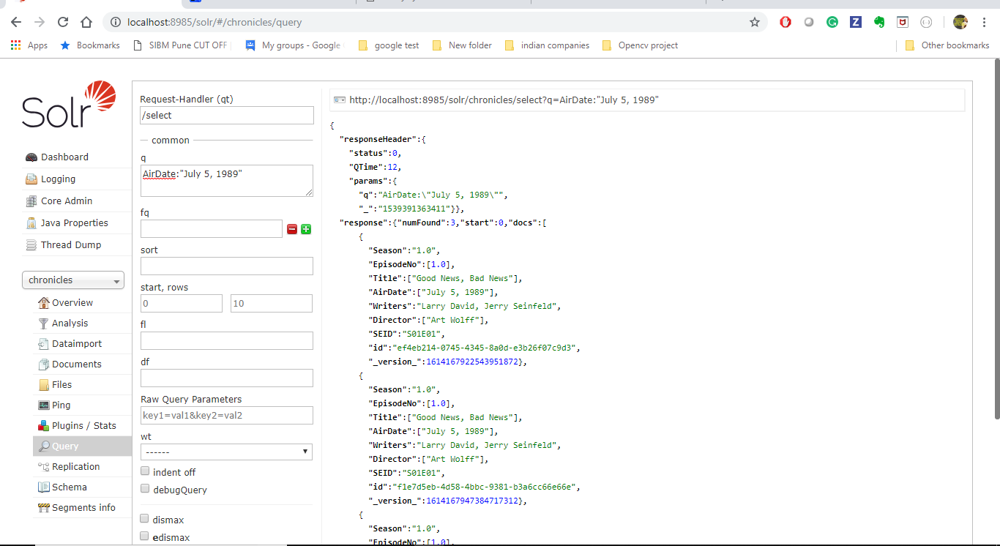 localhost:8985/solr/#/chronicles/query
Apps
Bookmarks
SIBM Pune CUT OFF
My groups - Google
google test
New folder
indian companies
Opencv project
Other bookmarks
Solr
Dashboard
Logging
Core Admin
Java Properties
Thread Dump
chronicles
Overview
Analysis
Dataimport
Documents
Files
Ping
Plugins / Stats
Query
Replication
Schema
Segments info
Request-Handler (qt)
/select
common
q
AirDate:"July 5, 1989"
fq
sort
start, rows
0
10
fl
df
Raw Query Parameters
key1=val1&key2=val2
wt
------
indent off
debugQuery
dismax
edismax
http://localhost:8985/solr/chronicles/select?q=AirDate:"July 5, 1989"
{
"responseHeader":{
"status":0,
"QTime":12,
"params":{
"q":"AirDate:\"July 5, 1989\"",
"_":"1539391363411"}},
"response":{"numFound":3,"start":0,"docs":[
{
"Season":"1.0",
"EpisodeNo":[1.0],
"Title":["Good News, Bad News"],
"AirDate":["July 5, 1989"],
"Writers":"Larry David, Jerry Seinfeld",
"Director":["Art Wolff"],
"SEID":"S01E01",
"id":"ef4eb214-0745-4345-8a0d-e3b26f07c9d3",
"_version_":1614167922543951872},
{
"Season":"1.0",
"EpisodeNo":[1.0],
"Title":["Good News, Bad News"],
"AirDate":["July 5, 1989"],
"Writers":"Larry David, Jerry Seinfeld",
"Director":["Art Wolff"],
"SEID":"S01E01",
"id":"f1e7d5eb-4d58-4bbc-9381-b3a6cc66e66e",
"_version_":1614167947384717312},
{
"Season":"1.0",
"EpisodeNo":[1.0],